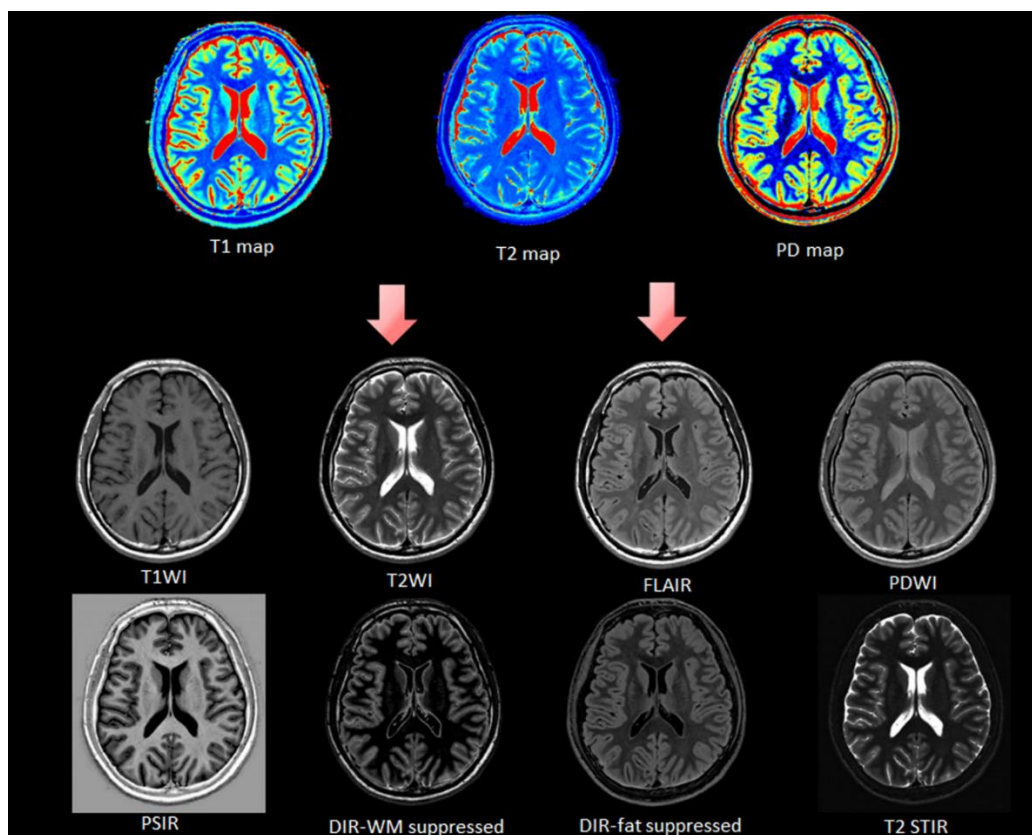 T1 map
T2 map
PD map
T1WI
T2WI
FLAIR
PDWI
PSIR
DIR-WM suppressed
DIR-fat suppressed
T2 STIR